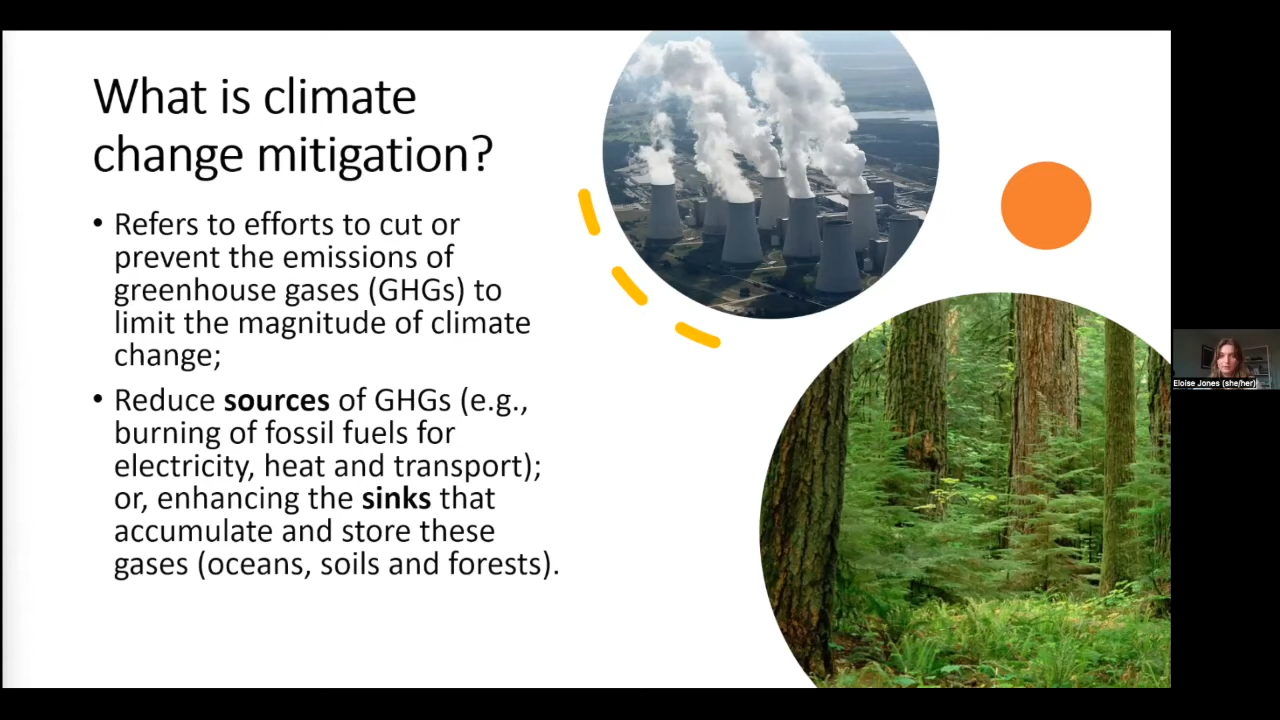 What is climate
change mitigation?
• Refers to efforts to cut or
prevent the emissions of
greenhouse gases (GHGs) to
limit the magnitude of climate
change;
• Reduce sources of GHGs (e.g.,
burning of fossil fuels for
electricity, heat and transport);
or, enhancing the sinks that
accumulate and store these
gases (oceans, soils and forests).
Eloise Jones (she/her)